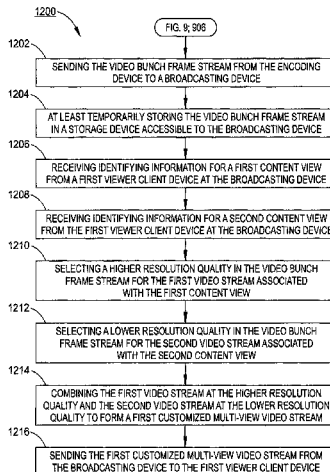 1200
FIG. 9; 906
1202
SENDING THE VIDEO BUNCH FRAME STREAM FROM THE ENCODING
DEVICE TO A BROADCASTING DEVICE
1204
AT LEAST TEMPORARILY STORING THE VIDEO BUNCH FRAME STREAM
IN A STORAGE DEVICE ACCESSIBLE TO THE BROADCASTING DEVICE
1206
RECEIVING IDENTIFYING INFORMATION FOR A FIRST CONTENT VIEW
FROM A FIRST VIEWER CLIENT DEVICE AT THE BROADCASTING DEVICE
1208
RECEIVING IDENTIFYING INFORMATION FOR A SECOND CONTENT VIEW
FROM THE FIRST VIEWER CLIENT DEVICE AT THE BROADCASTING DEVICE
1210
SELECTING A HIGHER RESOLUTION QUALITY IN THE VIDEO BUNCH
FRAME STREAM FOR THE FIRST VIDEO STREAM ASSOCIATED
WITH THE FIRST CONTENT VIEW
1212
SELECTING A LOWER RESOLUTION QUALITY IN THE VIDEO BUNCH
FRAME STREAM FOR THE SECOND VIDEO STREAM ASSOCIATED
WITH THE SECOND CONTENT VIEW
1214
COMBINING THE FIRST VIDEO STREAM AT THE HIGHER RESOLUTION
QUALITY AND THE SECOND VIDEO STREAM AT THE LOWER RESOLUTION
QUALITY TO FORM A FIRST CUSTOMIZED MULTI-VIEW VIDEO STREAM
1216
SENDING THE FIRST CUSTOMIZED MULTI-VIEW VIDEO STREAM FROM
THE BROADCASTING DEVICE TO THE FIRST VIEWER CLIENT DEVICE